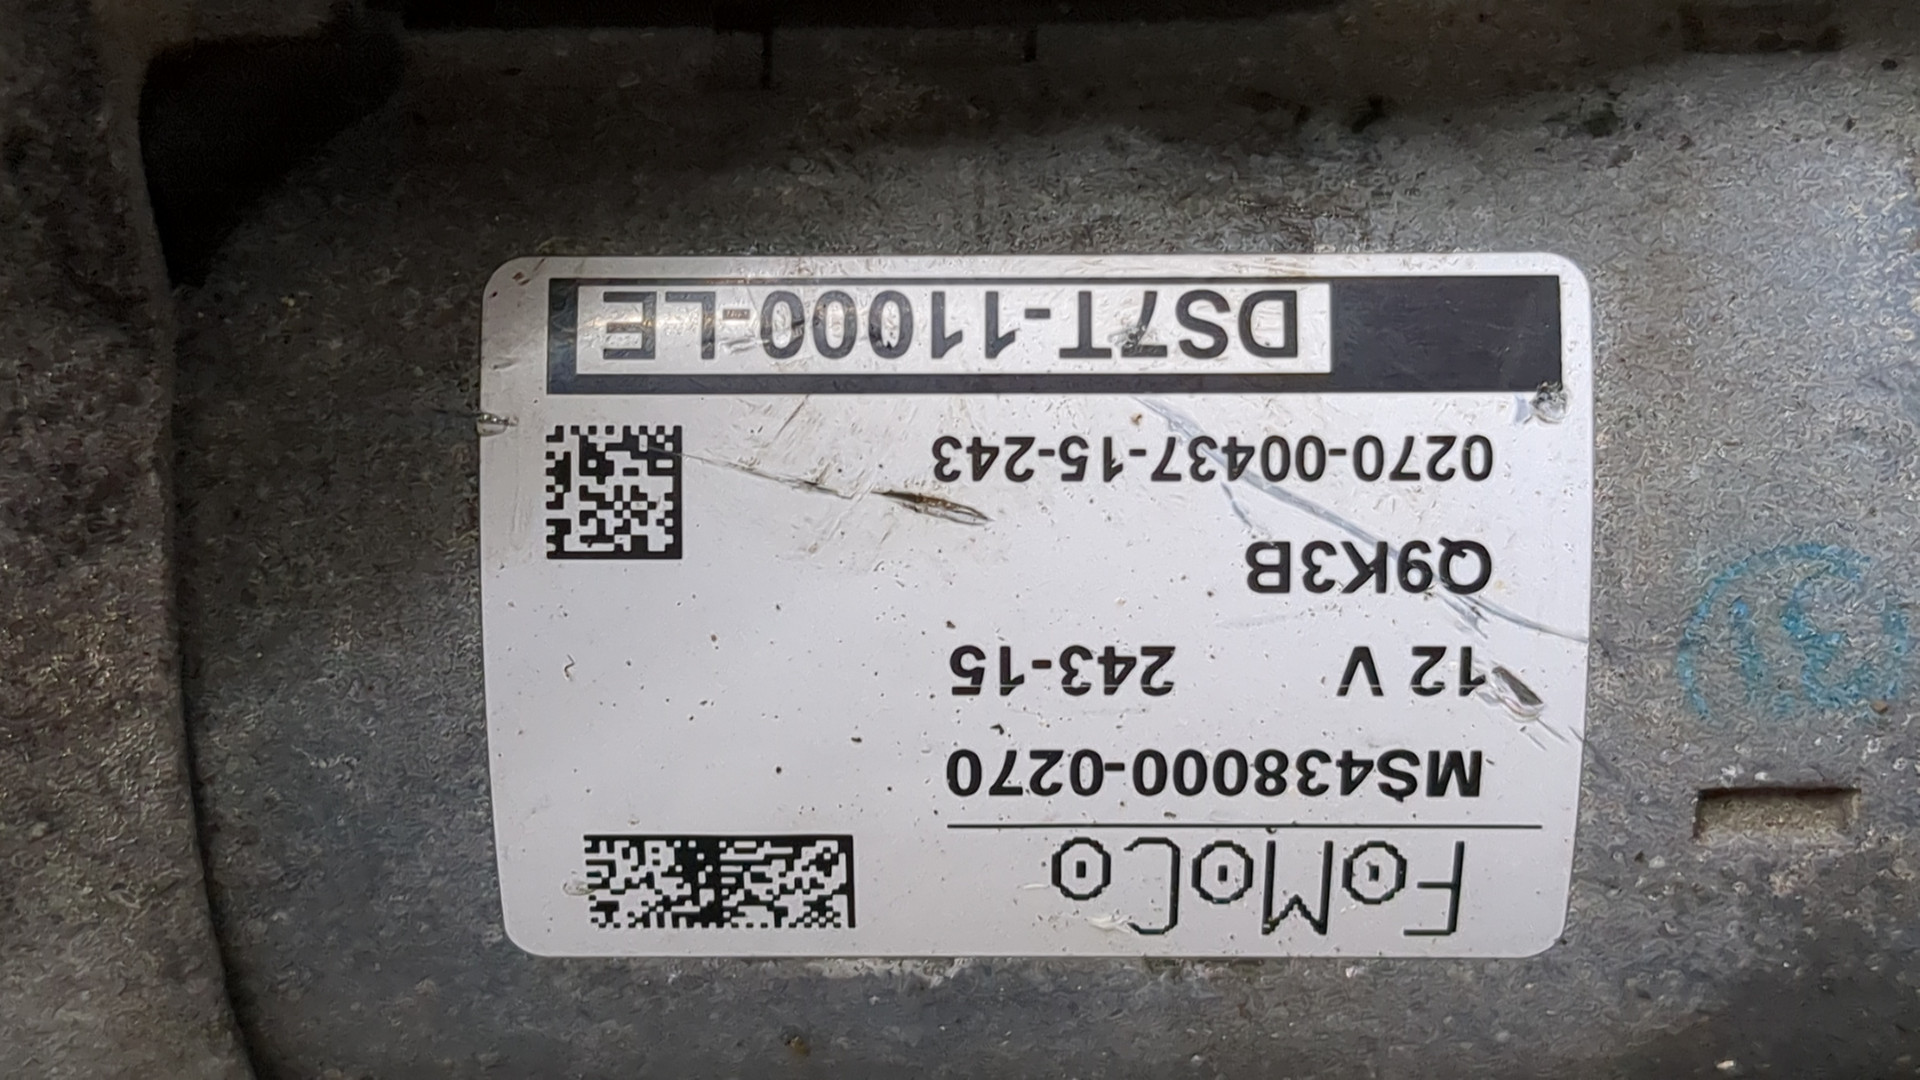 FoMoCo
MS438000-0270
12 V 243-15
Q9K3B
0270-00437-15-243
DS7T-11000-LE